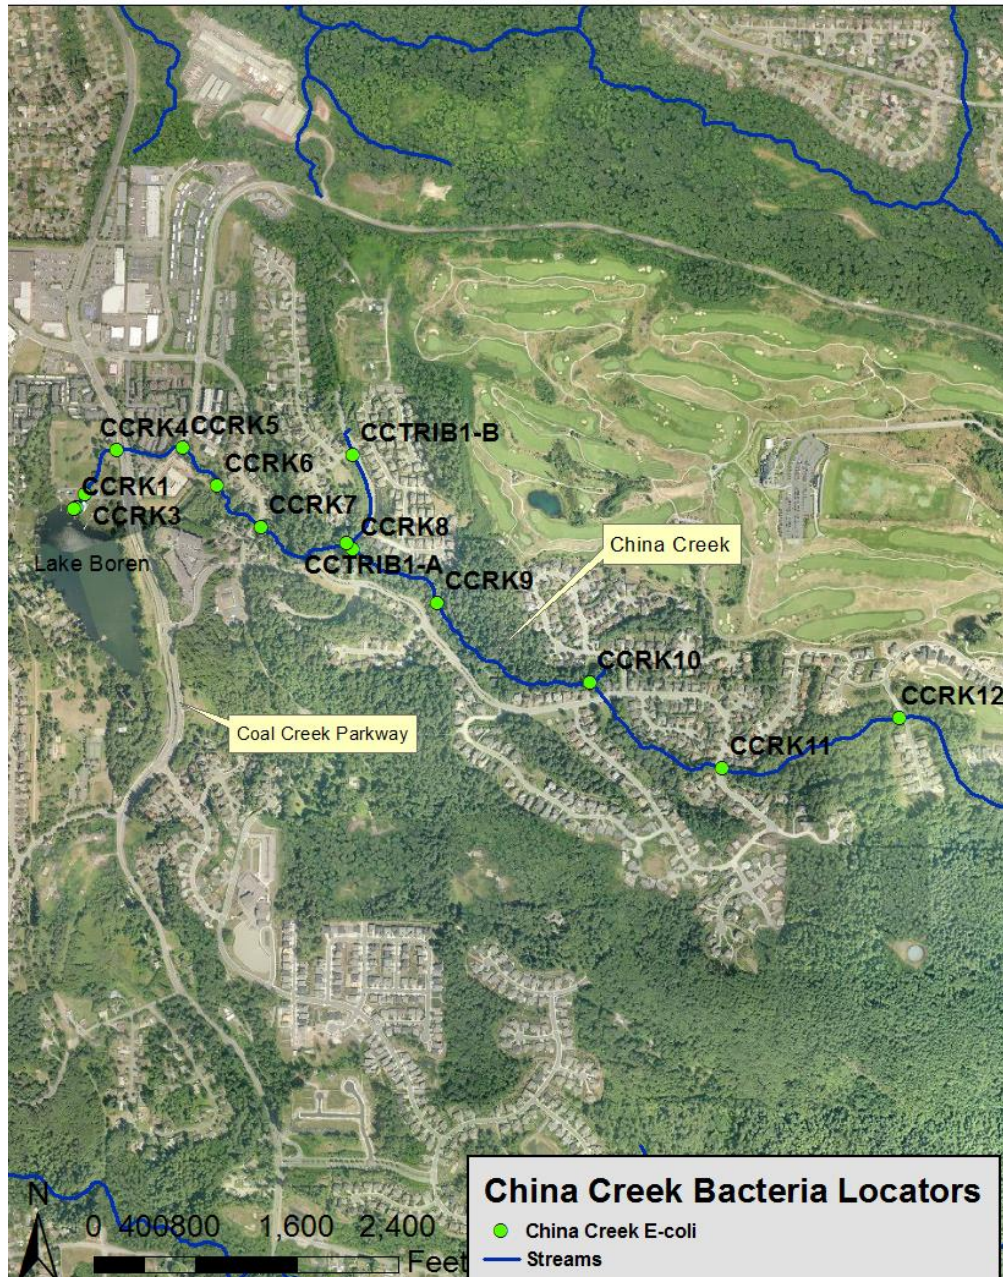 CCRK4
CCRK5
CCTRIB1-B
CCRK6
CCRK1
CCRK3
CCRK7
CCRK8
Lake Boren
CCTRIB1-A
China Creek
CCRK9
CCRK10
CCRK12
Coal Creek Parkway
CCRK11
China Creek Bacteria Locators
China Creek E-coli
Streams
N
0 400800 1,600 2,400
Feet